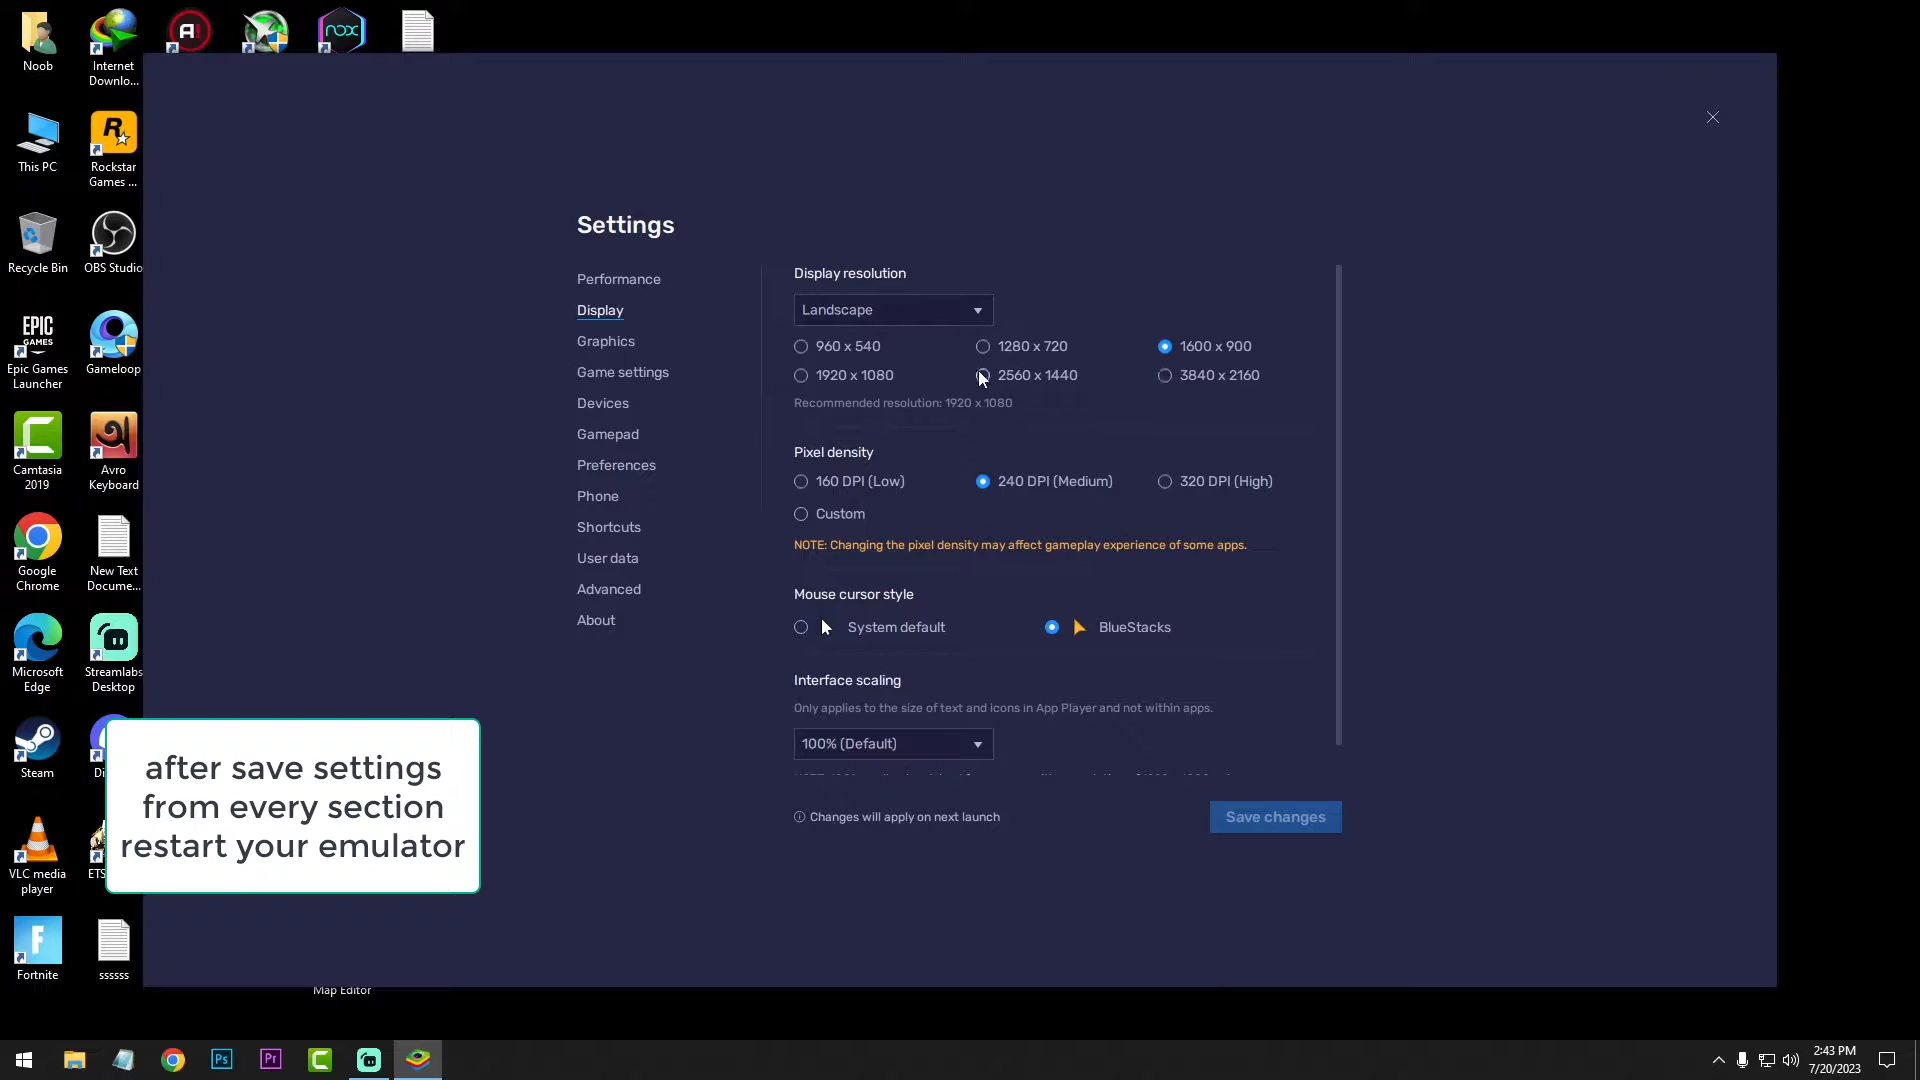 Noob
Internet
Downlo...
nox
This PC
Rockstar
Games ...
Recycle Bin
OBS Studio
EPIC
GAMES
Epic Games
Launcher
Gameloop
Camtasia
2019
Avro
Keyboard
Google
Chrome
New Text
Docume...
Microsoft
Edge
Streamlabs
Desktop
Steam
VLC media
player
ETS
Fortnite
ssssss
Map Editor
Settings
Performance
Display
Graphics
Game settings
Devices
Gamepad
Preferences
Phone
Shortcuts
User data
Advanced
About
Display resolution
Landscape
960 x 540
1280 x 720
1600 x 900
1920 x 1080
2560 x 1440
3840 x 2160
Recommended resolution: 1920 x 1080
Pixel density
160 DPI (Low)
240 DPI (Medium)
320 DPI (High)
Custom
NOTE: Changing the pixel density may affect gameplay experience of some apps.
Mouse cursor style
System default
BlueStacks
Interface scaling
Only applies to the size of text and icons in App Player and not within apps.
100% (Default)
Changes will apply on next launch
Save changes
after save settings
from every section
restart your emulator
Ps
Pr
2:43 PM
7/20/2023